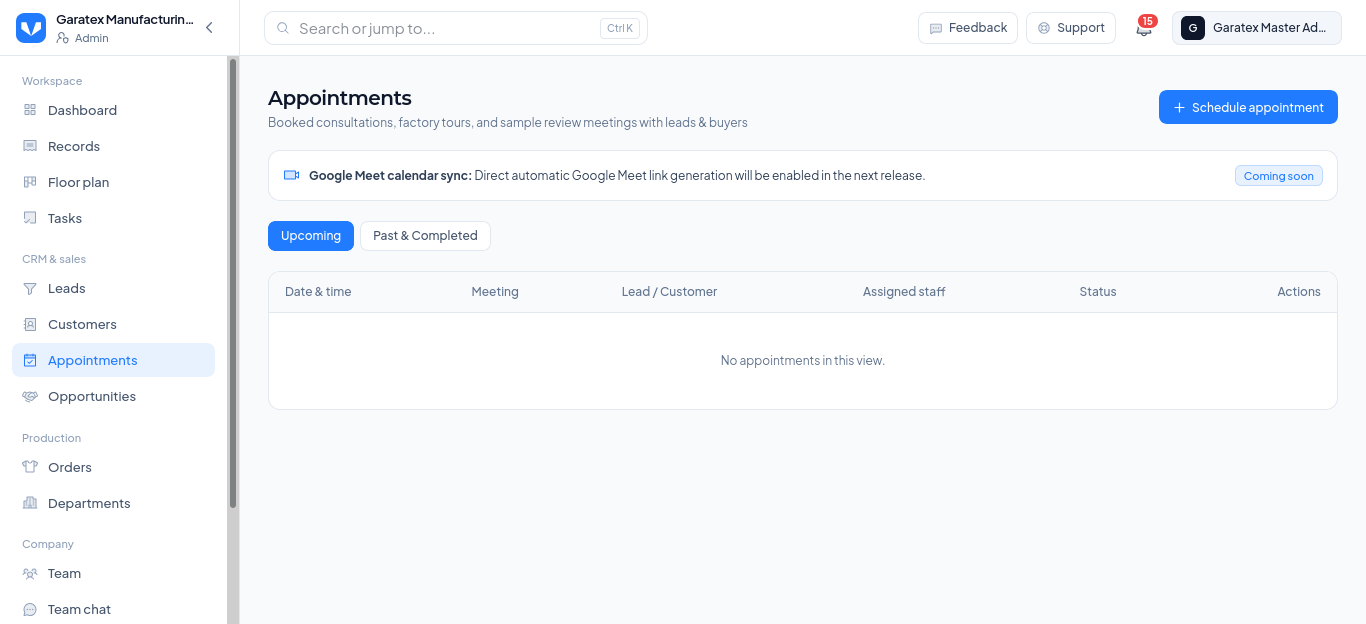 Garatex Manufacturin...
Admin
Search or jump to...
Ctrl K
Feedback
Support
15
G
Garatex Master Ad...
Workspace
Dashboard
Records
Floor plan
Tasks
CRM & sales
Leads
Customers
Appointments
Opportunities
Production
Orders
Departments
Company
Team
Team chat
Appointments
Booked consultations, factory tours, and sample review meetings with leads & buyers
Schedule appointment
Google Meet calendar sync: Direct automatic Google Meet link generation will be enabled in the next release.
Coming soon
Upcoming
Past & Completed
Date & time
Meeting
Lead / Customer
Assigned staff
Status
Actions
No appointments in this view.